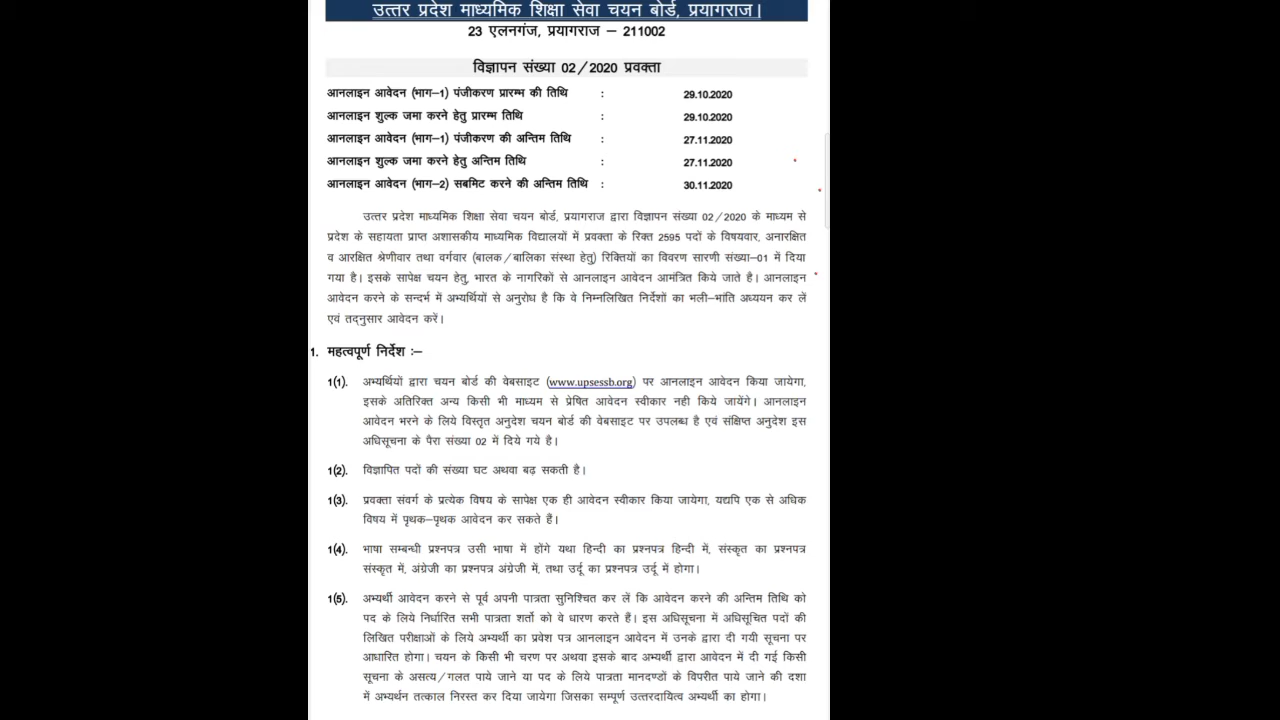 उत्तर प्रदेश माध्यमिक शिक्षा सेवा चयन बोर्ड, प्रयागराज।
23 एलनगंज, प्रयागराज – 211002
विज्ञापन संख्या 02/2020 प्रवक्ता
आनलाइन आवेदन (भाग–1) पंजीकरण प्रारम्भ की तिथि : 29.10.2020
आनलाइन शुल्क जमा करने हेतु प्रारम्भ तिथि : 29.10.2020
आनलाइन आवेदन (भाग–1) पंजीकरण की अन्तिम तिथि : 27.11.2020
आनलाइन शुल्क जमा करने हेतु अन्तिम तिथि : 27.11.2020
आनलाइन आवेदन (भाग–2) सबमिट करने की अन्तिम तिथि : 30.11.2020
उत्तर प्रदेश माध्यमिक शिक्षा सेवा चयन बोर्ड, प्रयागराज द्वारा विज्ञापन संख्या 02/2020 के माध्यम से
प्रदेश के सहायता प्राप्त अशासकीय माध्यमिक विद्यालयों में प्रवक्ता के रिक्त 2595 पदों के विषयवार, अनारक्षित
व आरक्षित श्रेणीवार तथा वर्गवार (बालक/बालिका संस्था हेतु) रिक्तियों का विवरण सारणी संख्या–01 में दिया
गया है। इसके सापेक्ष चयन हेतु, भारत के नागरिकों से आनलाइन आवेदन आमंत्रित किये जाते है। आनलाइन
आवेदन करने के सन्दर्भ में अभ्यर्थियों से अनुरोध है कि वे निम्नलिखित निर्देशों का भली–भांति अध्ययन कर लें
एवं तद्नुसार आवेदन करें।
1. महत्वपूर्ण निर्देश :–
1(1). अभ्यर्थियों द्वारा चयन बोर्ड की वेबसाइट (www.upsessb.org) पर आनलाइन आवेदन किया जायेगा,
इसके अतिरिक्त अन्य किसी भी माध्यम से प्रेषित आवेदन स्वीकार नही किये जायेंगे। आनलाइन
आवेदन भरने के लिये विस्तृत अनुदेश चयन बोर्ड की वेबसाइट पर उपलब्ध है एवं संक्षिप्त अनुदेश इस
अधिसूचना के पैरा संख्या 02 में दिये गये है।
1(2). विज्ञापित पदों की संख्या घट अथवा बढ़ सकती है।
1(3). प्रवक्ता संवर्ग के प्रत्येक विषय के सापेक्ष एक ही आवेदन स्वीकार किया जायेगा, यद्यपि एक से अधिक
विषय में पृथक–पृथक आवेदन कर सकते हैं।
1(4). भाषा सम्बन्धी प्रश्नपत्र उसी भाषा में होंगे यथा हिन्दी का प्रश्नपत्र हिन्दी में, संस्कृत का प्रश्नपत्र
संस्कृत में, अंग्रेजी का प्रश्नपत्र अंग्रेजी में, तथा उर्दू का प्रश्नपत्र उर्दू में होगा।
1(5). अभ्यर्थी आवेदन करने से पूर्व अपनी पात्रता सुनिश्चित कर लें कि आवेदन करने की अन्तिम तिथि को
पद के लिये निर्धारित सभी पात्रता शर्तो को वे धारण करते हैं। इस अधिसूचना में अधिसूचित पदों की
लिखित परीक्षाओं के लिये अभ्यर्थी का प्रवेश पत्र आनलाइन आवेदन में उनके द्वारा दी गयी सूचना पर
आधारित होगा। चयन के किसी भी चरण पर अथवा इसके बाद अभ्यर्थी द्वारा आवेदन में दी गई किसी
सूचना के असत्य/गलत पाये जाने या पद के लिये पात्रता मानदण्डों के विपरीत पाये जाने की दशा
में अभ्यर्थन तत्काल निरस्त कर दिया जायेगा जिसका सम्पूर्ण उत्तरदायित्व अभ्यर्थी का होगा।